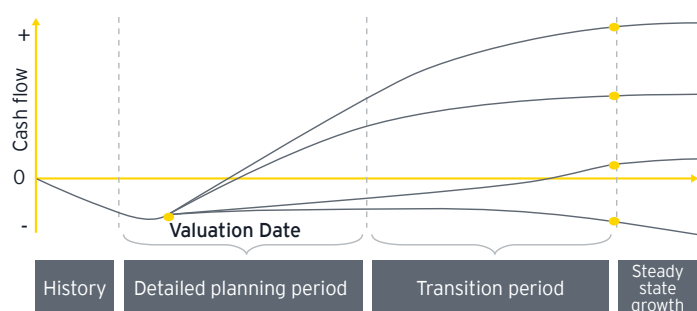 +
Cash flow
0
-
Valuation Date
History
Detailed planning period
Transition period
Steady
state
growth